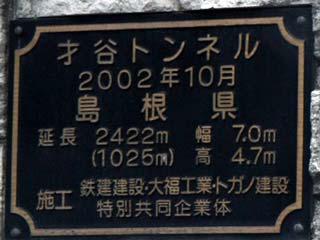 才谷トンネル
2002年10月
島根県
延長 2422m 幅 7.0m
(1025m) 高 4.7m
施工 鉄建建設・大福工業・トガノ建設
特別共同企業体